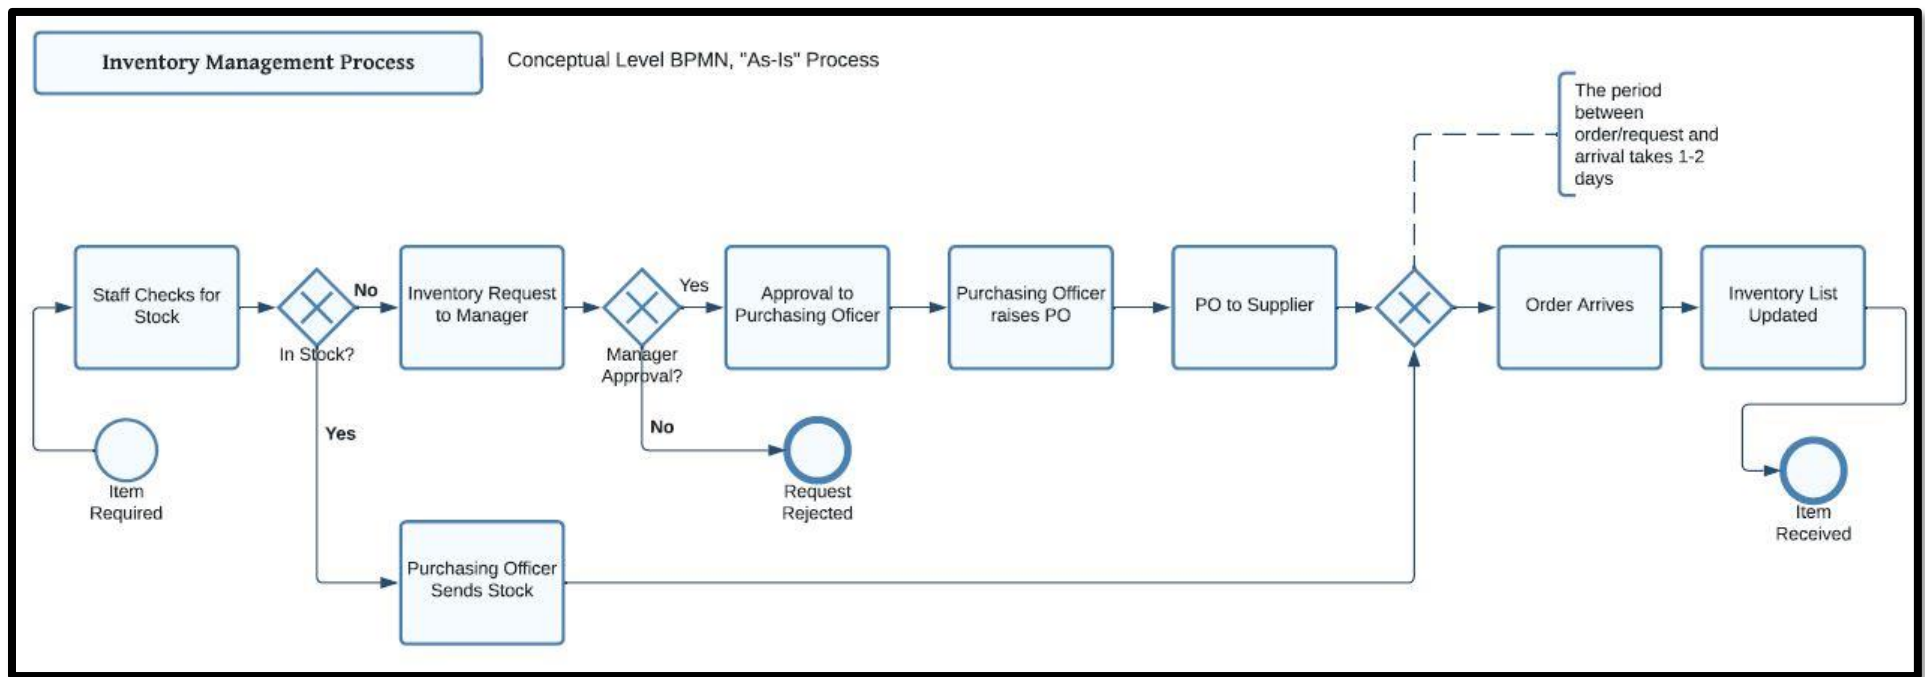 Inventory Management Process
Conceptual Level BPMN, "As-Is" Process
The period
between
order/request and
arrival takes 1-2
days
Staff Checks for
Stock
In Stock?
No
Inventory Request
to Manager
Manager
Approval?
Yes
Approval to
Purchasing Oficer
Purchasing Officer
raises PO
PO to Supplier
Order Arrives
Inventory List
Updated
Item
Required
Yes
No
Request
Rejected
Item
Received
Purchasing Officer
Sends Stock